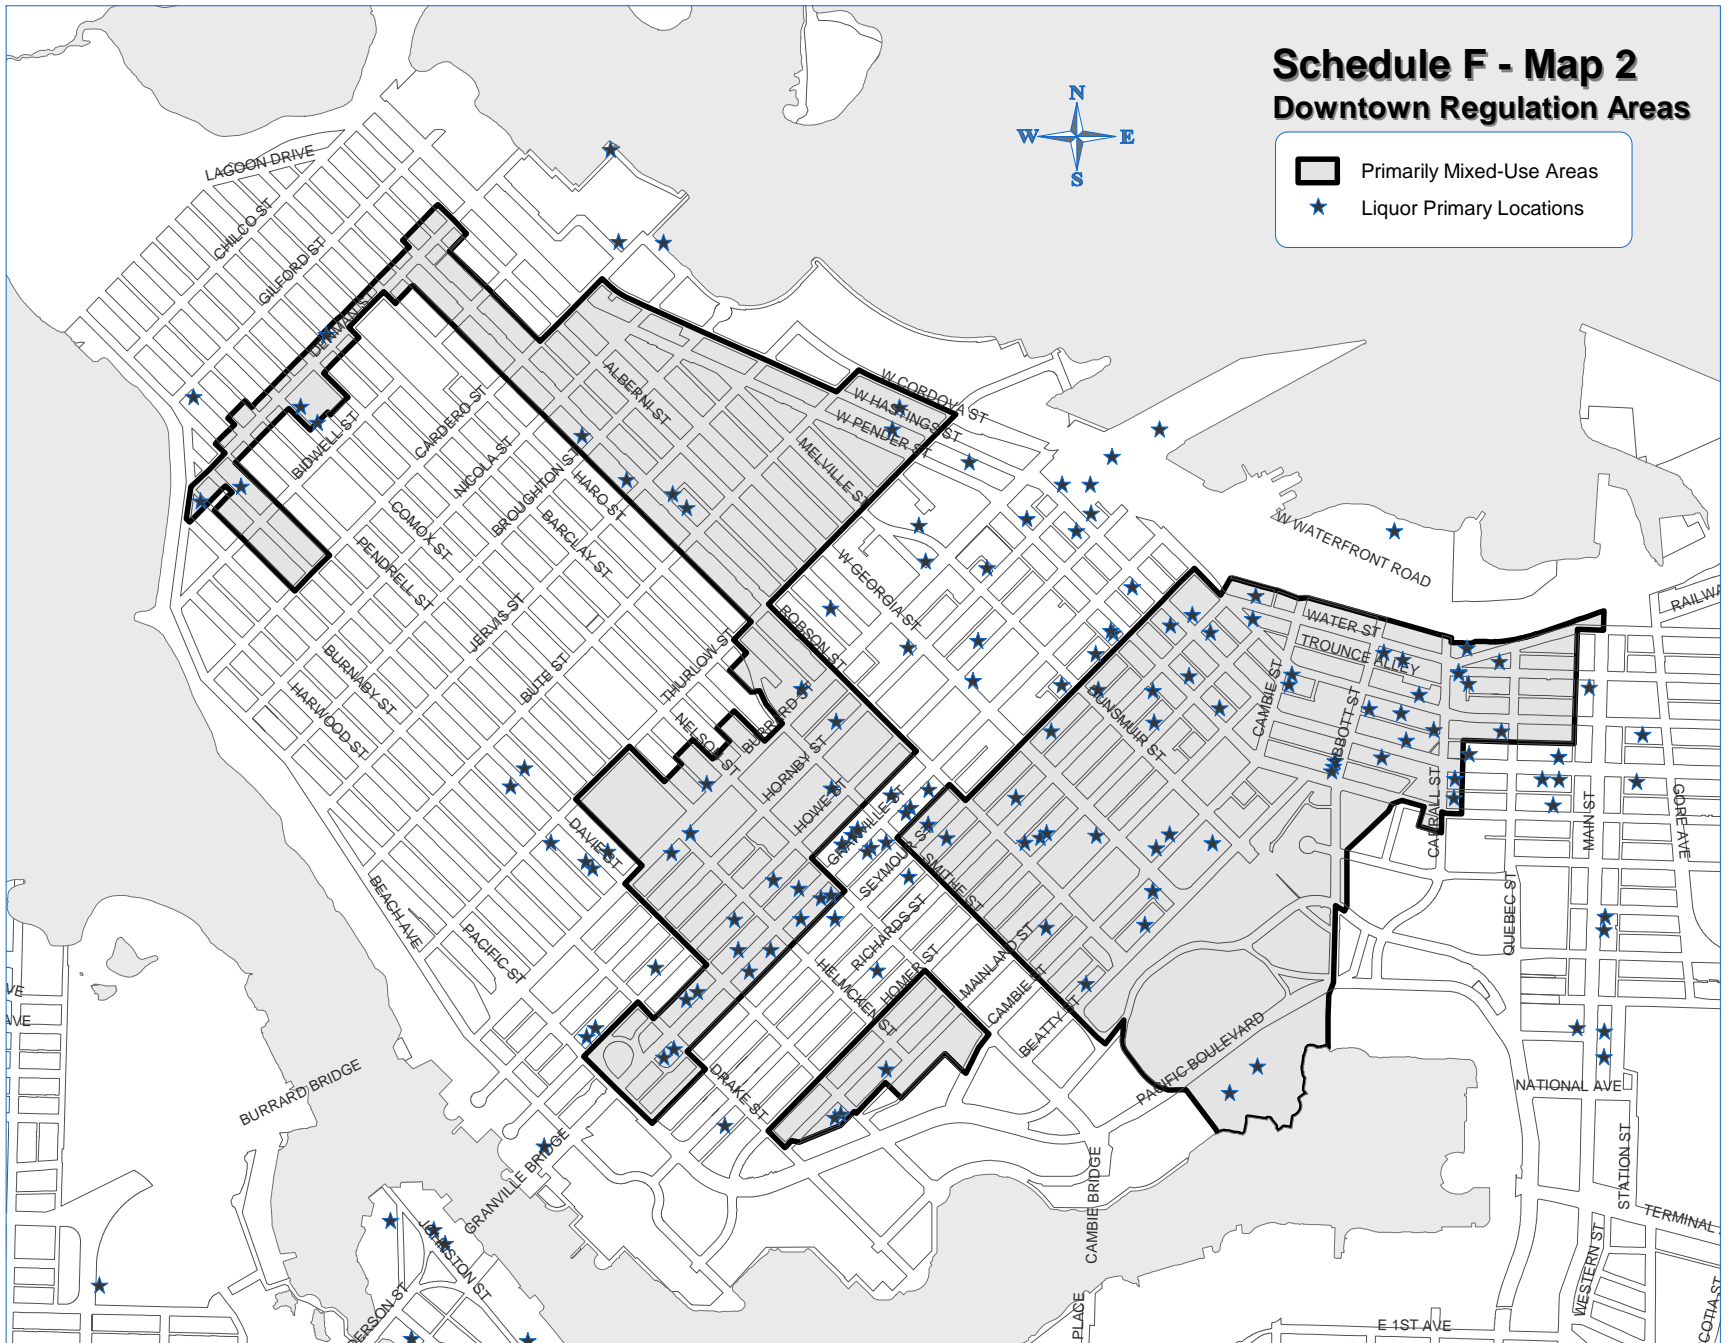 Schedule F - Map 2
Downtown Regulation Areas
Primarily Mixed-Use Areas
Liquor Primary Locations
N
W
E
S
LAGOON DRIVE
CHILCO ST
GILFORD ST
DENMAN ST
BIDWELL ST
CARDERO ST
NICOLA ST
BROUGHTON ST
JERVIS ST
BUTE ST
THURLOW ST
BURRARD ST
HORNBY ST
HOWE ST
GRANVILLE ST
SEYMOUR ST
RICHARDS ST
HOMER ST
MAINLAND ST
CAMBIE ST
BEATTY ST
ALBERNI ST
HARO ST
BARCLAY ST
COMOX ST
PENDRELL ST
BURNABY ST
HARWOOD ST
NELSON ST
DAVIE ST
BEACH AVE
PACIFIC ST
ROBSON ST
W GEORGIA ST
MELVILLE ST
W PENDER ST
W HASTINGS ST
W CORDOVA ST
W WATERFRONT ROAD
RAILWA
WATER ST
TROUNCE ALLEY
CAMBIE ST
ABBOTT ST
DUNSMUIR ST
CARRALL ST
MAIN ST
GORE AVE
QUEBEC ST
SMITHE ST
HELMCKEN ST
DRAKE ST
PACIFIC BOULEVARD
NATIONAL AVE
STATION ST
TERMINAL
WESTERN ST
SCOTIA ST
E 1ST AVE
CAMBIE BRIDGE
PLACE
BURRARD BRIDGE
GRANVILLE BRIDGE
JOHNSTON ST
DERSON ST
VE
AVE